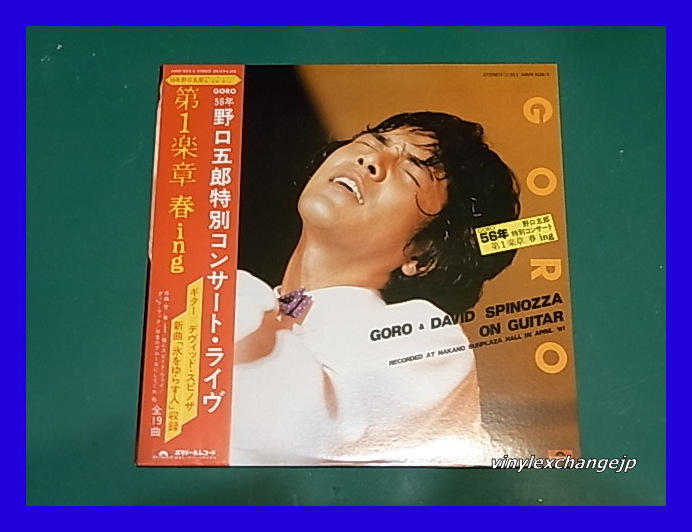 GORO
56年
野口五郎特別コンサート・ライヴ
第1楽章 春ing
ギター/デヴィッド・スピノザ
新曲「氷をゆらす人」収録
全19曲
ポリドールレコード
GORO
GORO
野口五郎
56年 特別コンサート
第1楽章 春 ing
GORO & DAVID SPINOZZA
ON GUITAR
RECORDED AT NAKANO SUNPLAZA HALL IN APRIL '81
vinylexchangejp